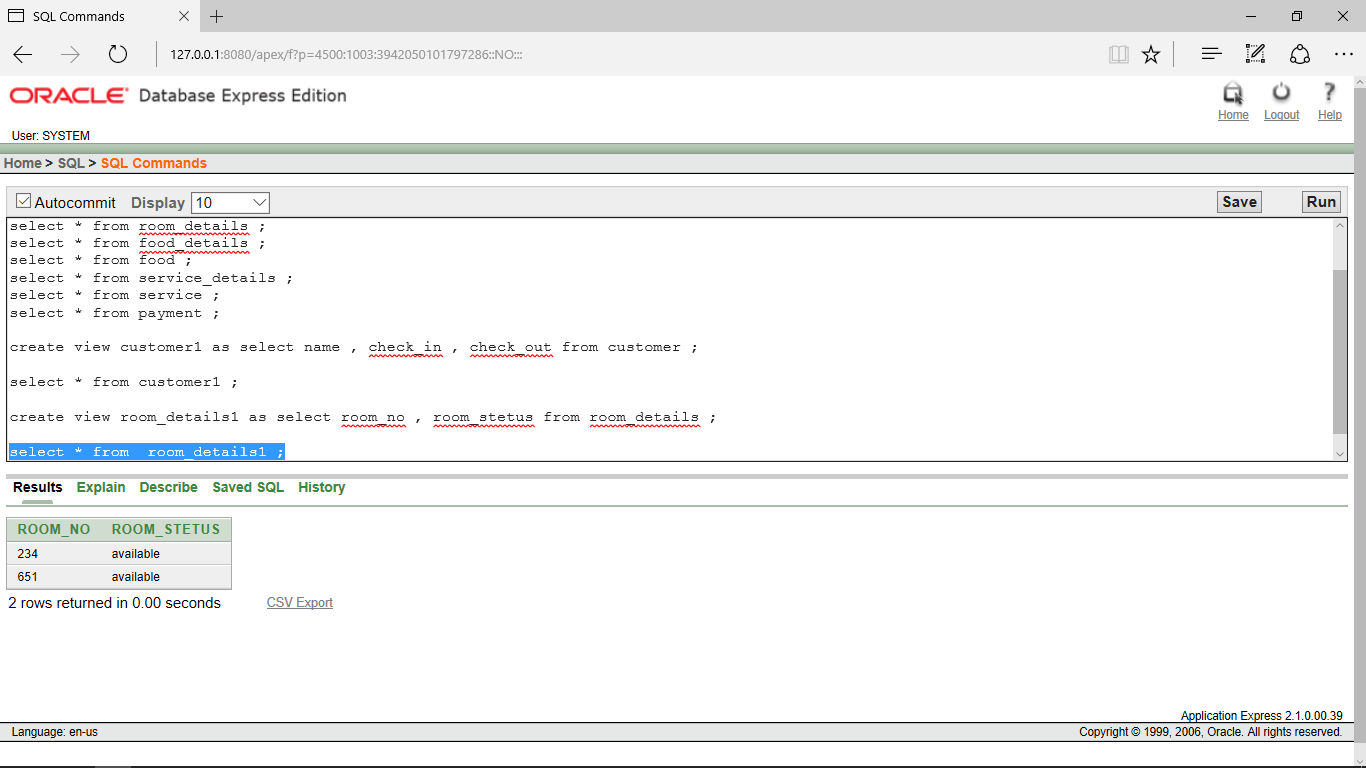 SQL Commands
127.0.0.1:8080/apex/f?p=4500:1003:3942050101797286::NO:::
ORACLE Database Express Edition
Home Logout Help
User: SYSTEM
Home > SQL > SQL Commands
Autocommit Display 10 Save Run
select * from room_details ;
select * from food_details ;
select * from food ;
select * from service_details ;
select * from service ;
select * from payment ;
create view customer1 as select name , check_in , check_out from customer ;
select * from customer1 ;
create view room_details1 as select room_no , room_stetus from room_details ;
select * from  room_details1 ;
Results Explain Describe Saved SQL History
ROOM_NO ROOM_STETUS
234 available
651 available
2 rows returned in 0.00 seconds CSV Export
Application Express 2.1.0.00.39
Language: en-us Copyright © 1999, 2006, Oracle. All rights reserved.